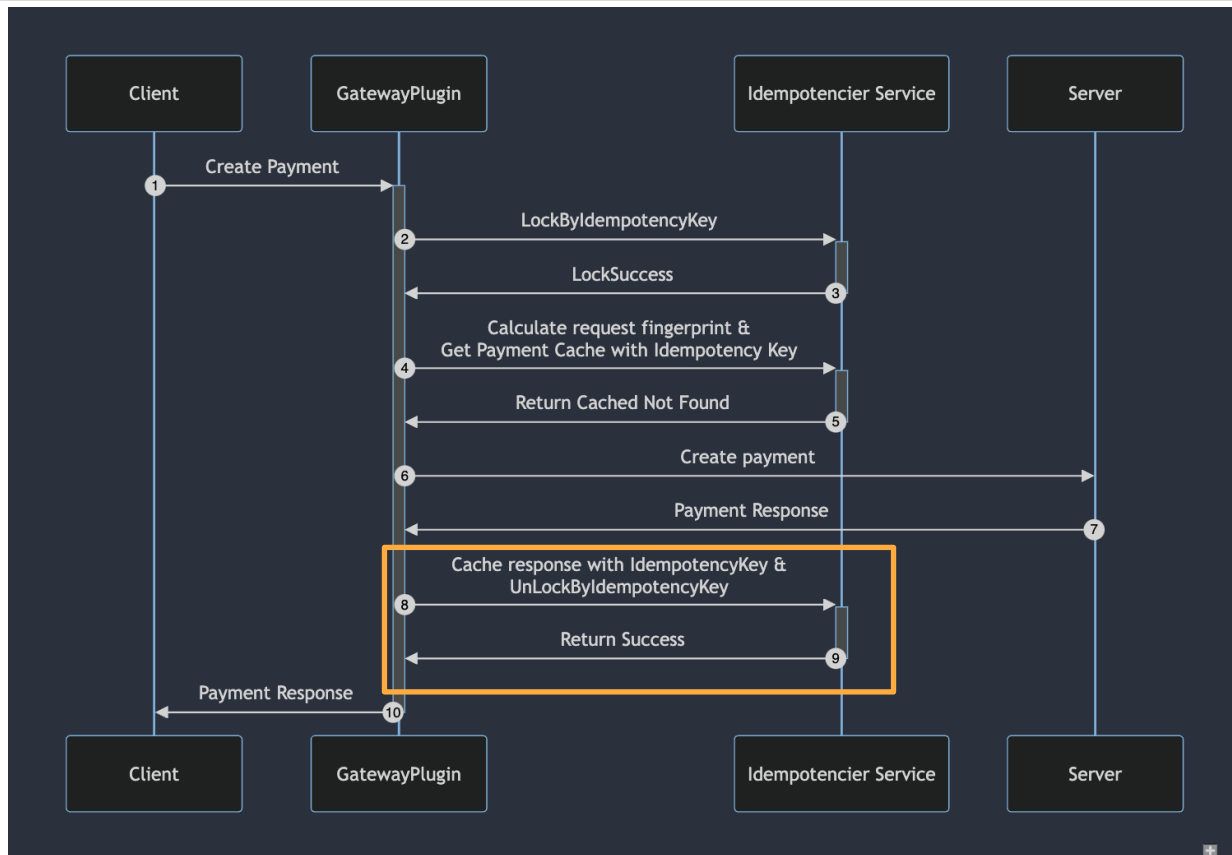 Client
GatewayPlugin
Idempotencier Service
Server
Create Payment
1
LockByIdempotencyKey
2
LockSuccess
3
Calculate request fingerprint &
Get Payment Cache with Idempotency Key
4
Return Cached Not Found
5
Create payment
6
Payment Response
7
Cache response with IdempotencyKey &
UnLockByIdempotencyKey
8
Return Success
9
Payment Response
10
Client
GatewayPlugin
Idempotencier Service
Server